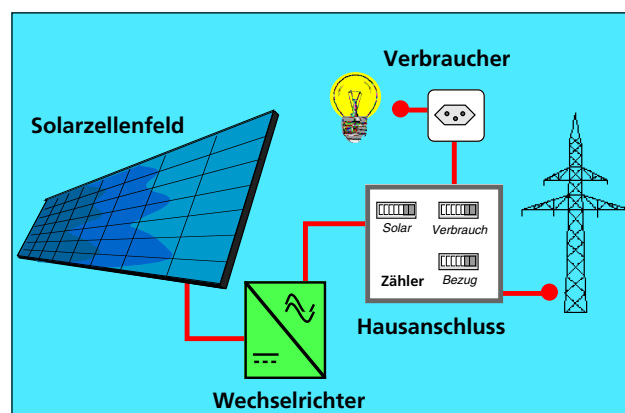 Verbraucher
Solarzellenfeld
Solar
Verbrauch
Zähler
Bezug
Hausanschluss
Wechselrichter